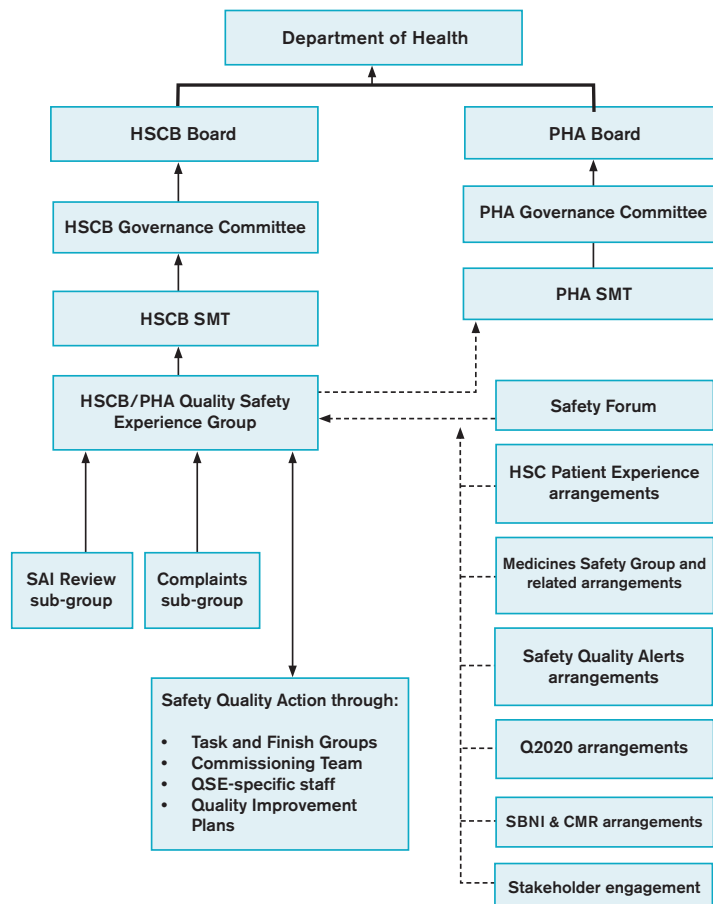 Department of Health
HSCB Board
PHA Board
HSCB Governance Committee
PHA Governance Committee
HSCB SMT
PHA SMT
HSCB/PHA Quality Safety
Experience Group
Safety Forum
HSC Patient Experience
arrangements
Medicines Safety Group and
related arrangements
SAI Review
sub-group
Complaints
sub-group
Safety Quality Alerts
arrangements
Safety Quality Action through:
• Task and Finish Groups
• Commissioning Team
• QSE-specific staff
• Quality Improvement
Plans
Q2020 arrangements
SBNI & CMR arrangements
Stakeholder engagement